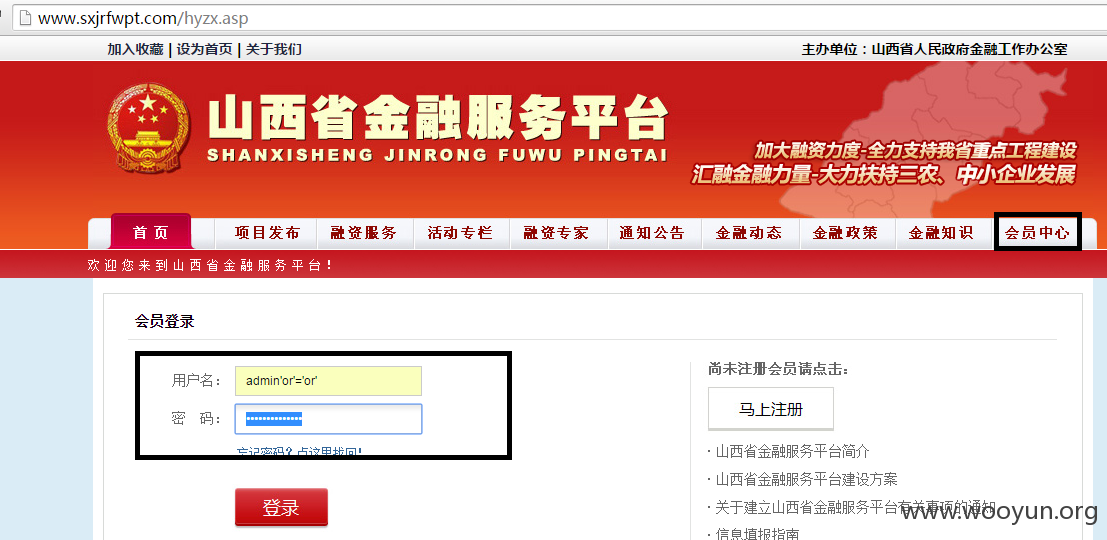 www.sxjrfwpt.com/hyzx.asp
加入收藏 | 设为首页 | 关于我们
主办单位：山西省人民政府金融工作办公室
山西省金融服务平台
SHANXISHENG JINRONG FUWU PINGTAI
加大融资力度-全力支持我省重点工程建设
汇融金融力量-大力扶持三农、中小企业发展
首 页 项目发布 融资服务 活动专栏 融资专家 通知公告 金融动态 金融政策 金融知识 会员中心
欢迎您来到山西省金融服务平台！
会员登录
用户名： admin'or'='or'
密 码： •••••••••••••
忘记密码？点这里找回！
登录
尚未注册会员请点击：
马上注册
· 山西省金融服务平台简介
· 山西省金融服务平台建设方案
· 关于建立山西省金融服务平台有关事项的通知
· 信息填报指南
www.wooyun.org